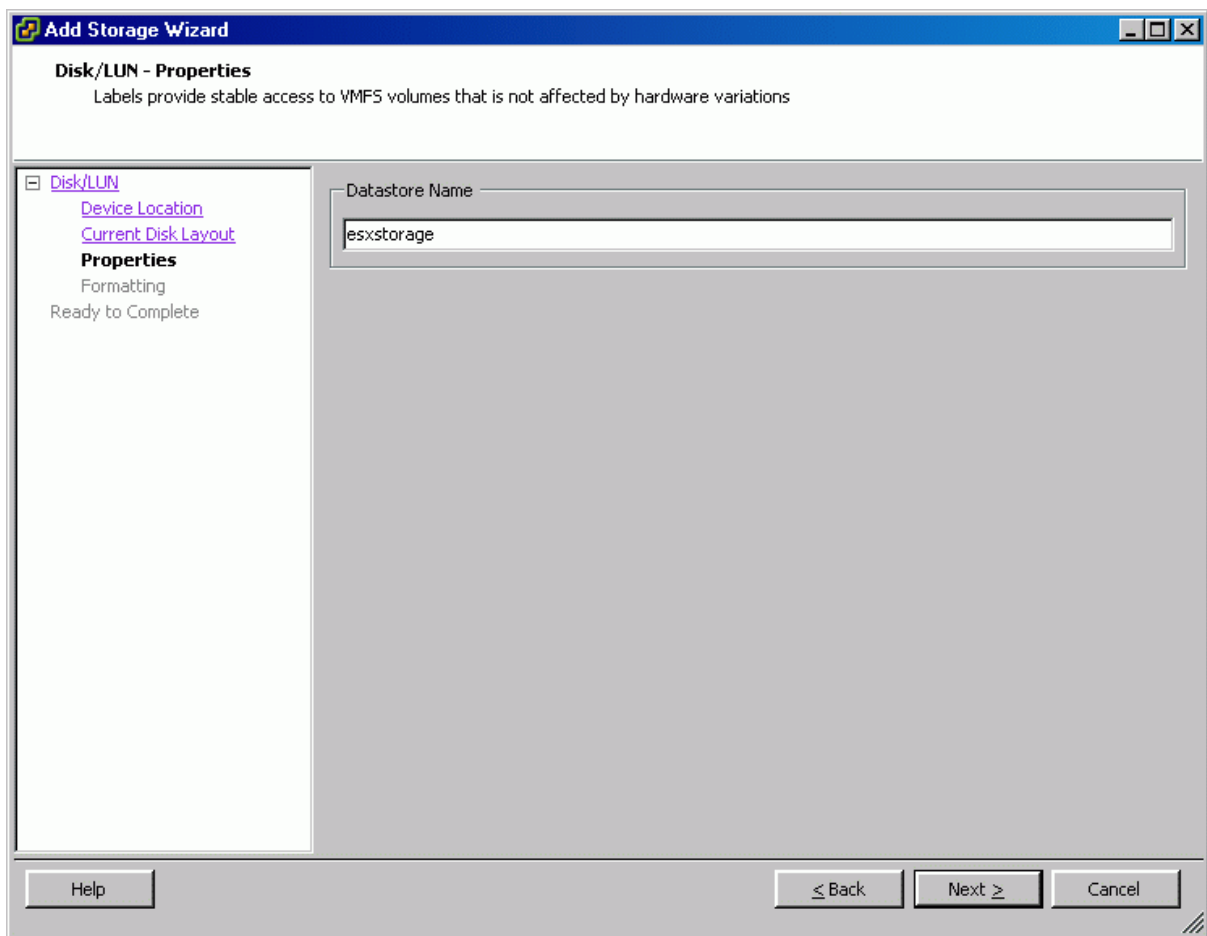 Add Storage Wizard
Disk/LUN - Properties
Labels provide stable access to VMFS volumes that is not affected by hardware variations
Disk/LUN
Device Location
Current Disk Layout
Properties
Formatting
Ready to Complete
Datastore Name
esxstorage
Help
< Back
Next >
Cancel